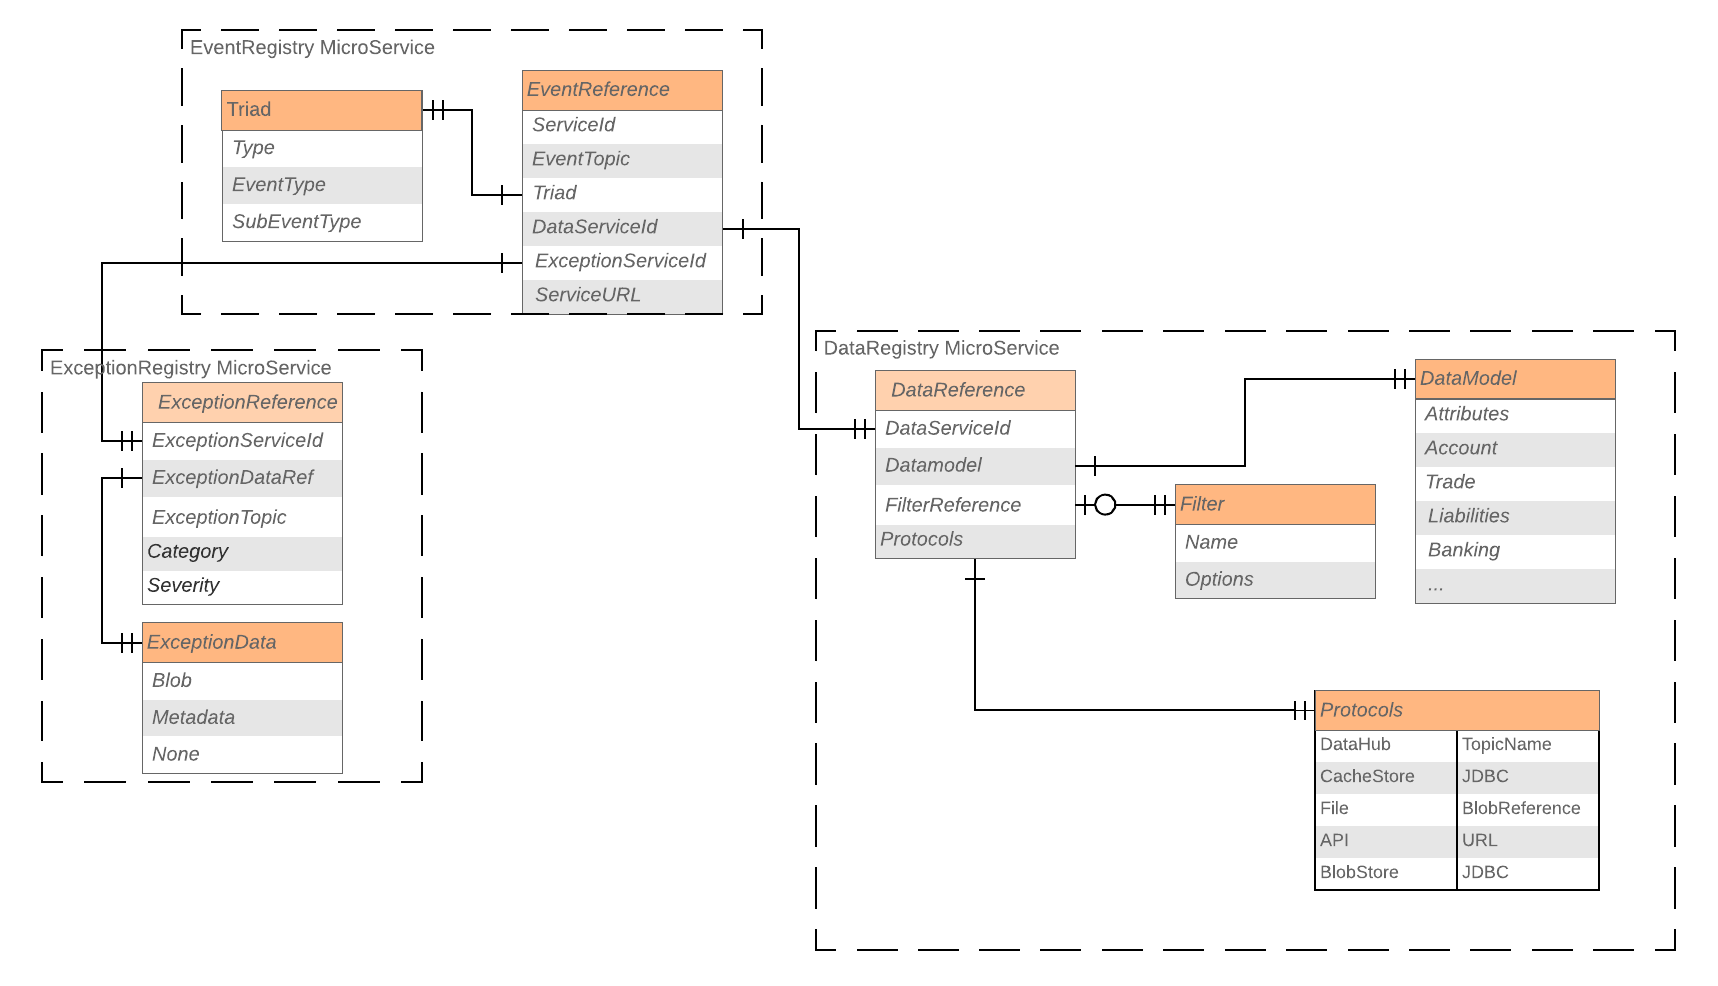 EventRegistry MicroService
Triad
Type
EventType
SubEventType
EventReference
ServiceId
EventTopic
Triad
DataServiceId
ExceptionServiceId
ServiceURL
ExceptionRegistry MicroService
ExceptionReference
ExceptionServiceId
ExceptionDataRef
ExceptionTopic
Category
Severity
ExceptionData
Blob
Metadata
None
DataRegistry MicroService
DataReference
DataServiceId
Datamodel
FilterReference
Protocols
Filter
Name
Options
DataModel
Attributes
Account
Trade
Liabilities
Banking
...
Protocols
DataHub TopicName
CacheStore JDBC
File BlobReference
API URL
BlobStore JDBC